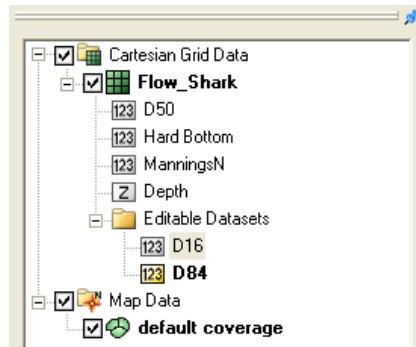 Cartesian Grid Data
Flow_Shark
123 D50
123 Hard Bottom
123 ManningsN
Z Depth
Editable Datasets
123 D16
123 D84
Map Data
default coverage